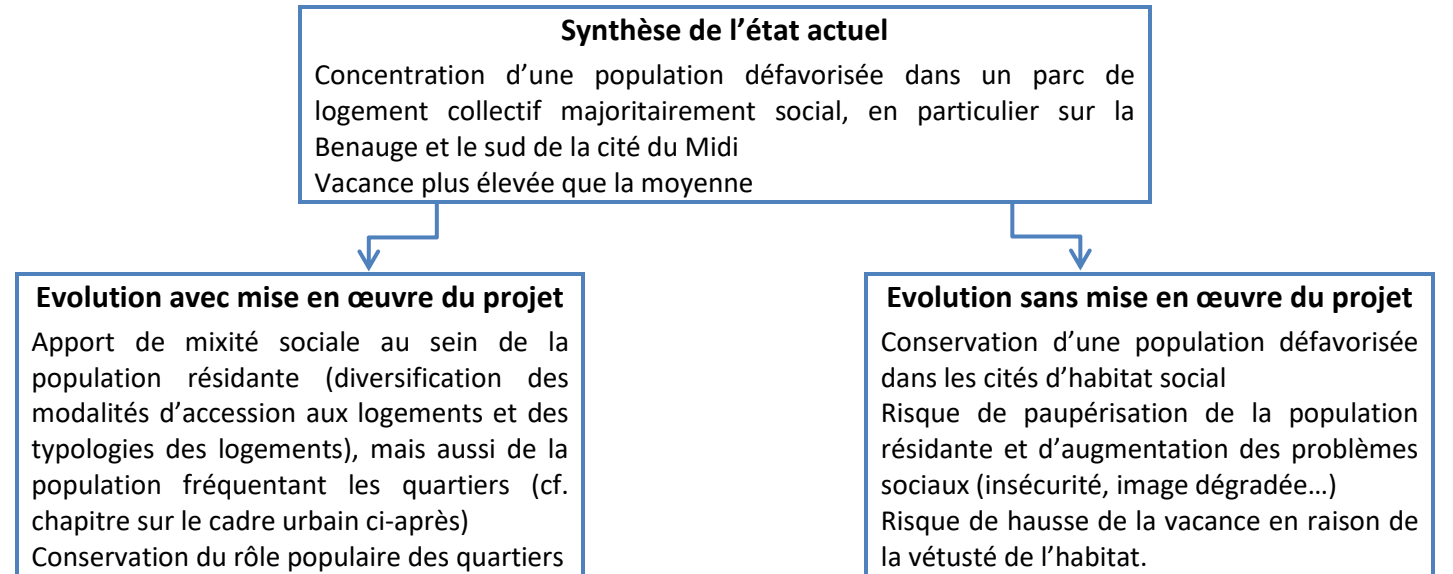 Synthèse de l’état actuel
Concentration d’une population défavorisée dans un parc de
logement collectif majoritairement social, en particulier sur la
Benauge et le sud de la cité du Midi
Vacance plus élevée que la moyenne
Evolution avec mise en œuvre du projet
Apport de mixité sociale au sein de la
population résidante (diversification des
modalités d’accession aux logements et des
typologies des logements), mais aussi de la
population fréquentant les quartiers (cf.
chapitre sur le cadre urbain ci-après)
Conservation du rôle populaire des quartiers
Evolution sans mise en œuvre du projet
Conservation d’une population défavorisée
dans les cités d’habitat social
Risque de paupérisation de la population
résidante et d’augmentation des problèmes
sociaux (insécurité, image dégradée…)
Risque de hausse de la vacance en raison de
la vétusté de l’habitat.